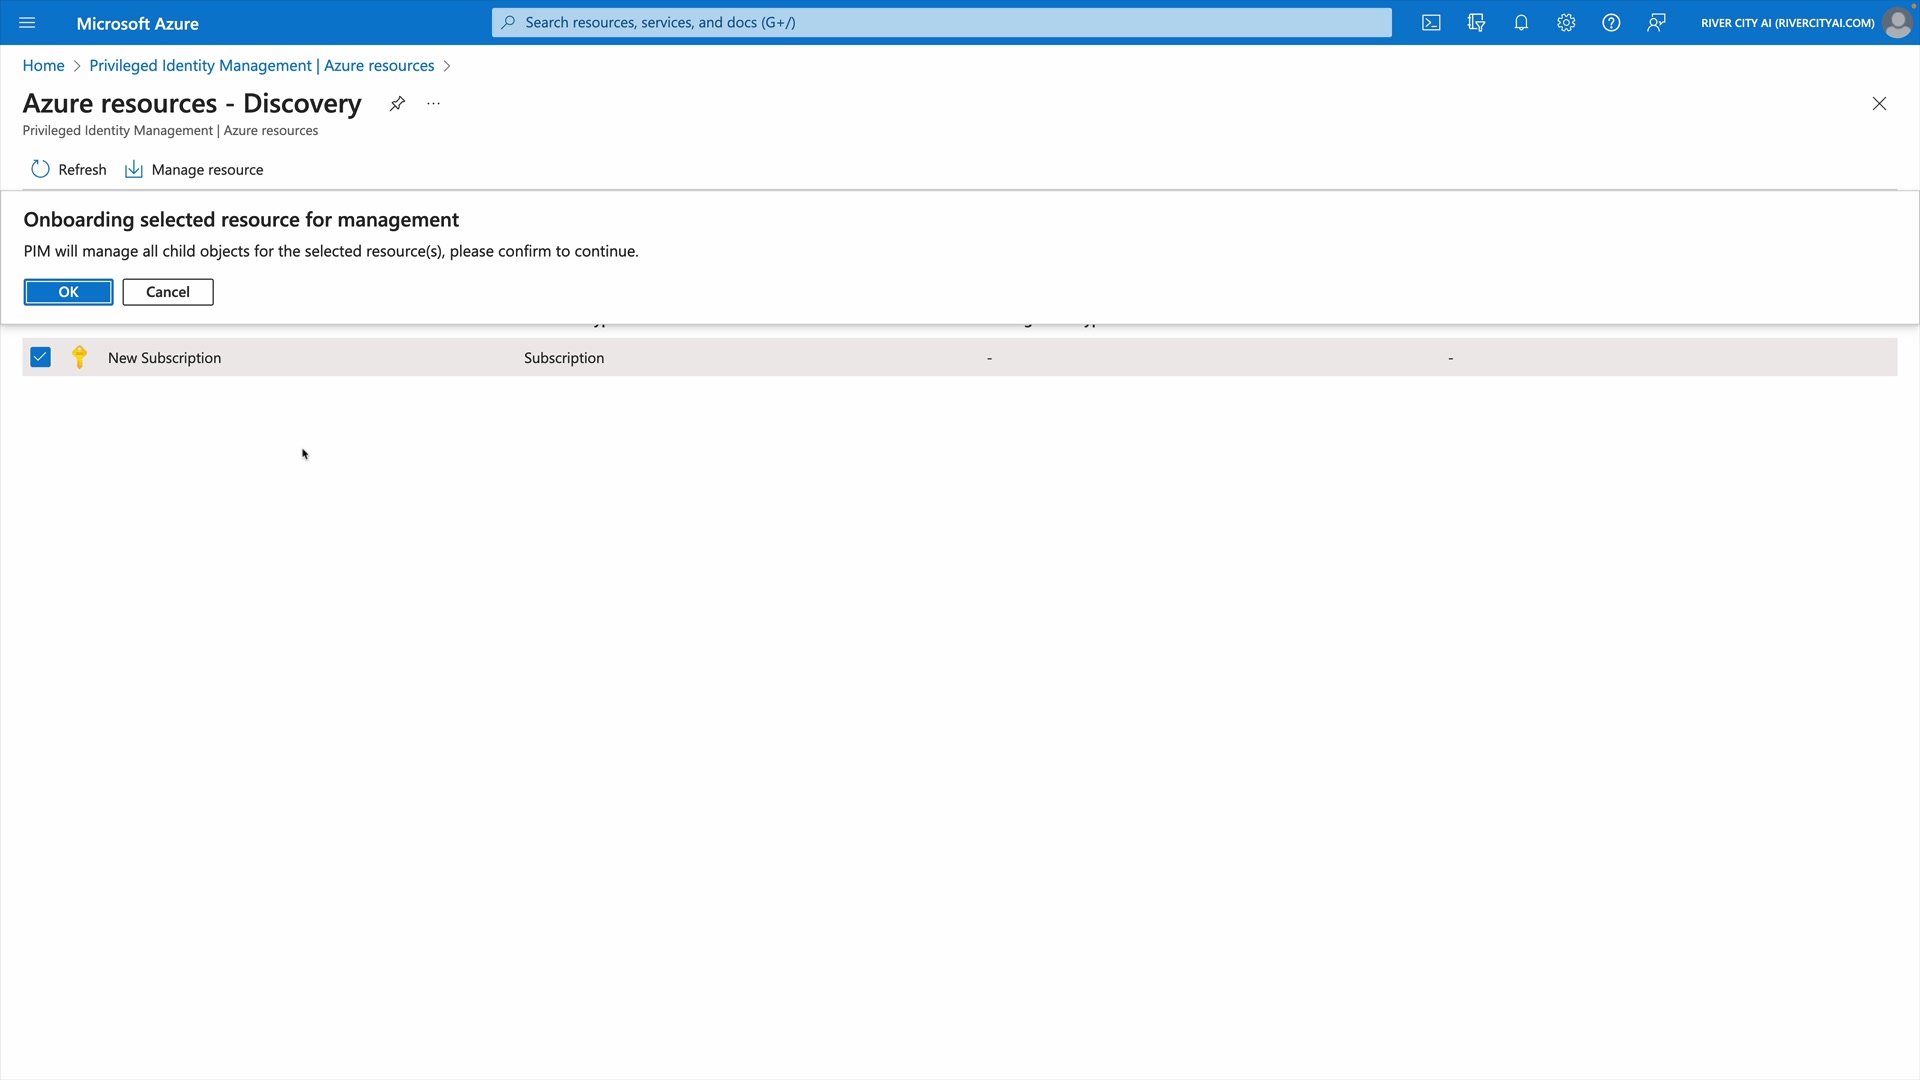 Microsoft Azure
Search resources, services, and docs (G+/)
RIVER CITY AI (RIVERCITYAI.COM)
Home > Privileged Identity Management | Azure resources >
Azure resources - Discovery
Privileged Identity Management | Azure resources
Refresh
Manage resource
Onboarding selected resource for management
PIM will manage all child objects for the selected resource(s), please confirm to continue.
OK
Cancel
New Subscription
Subscription
-
-